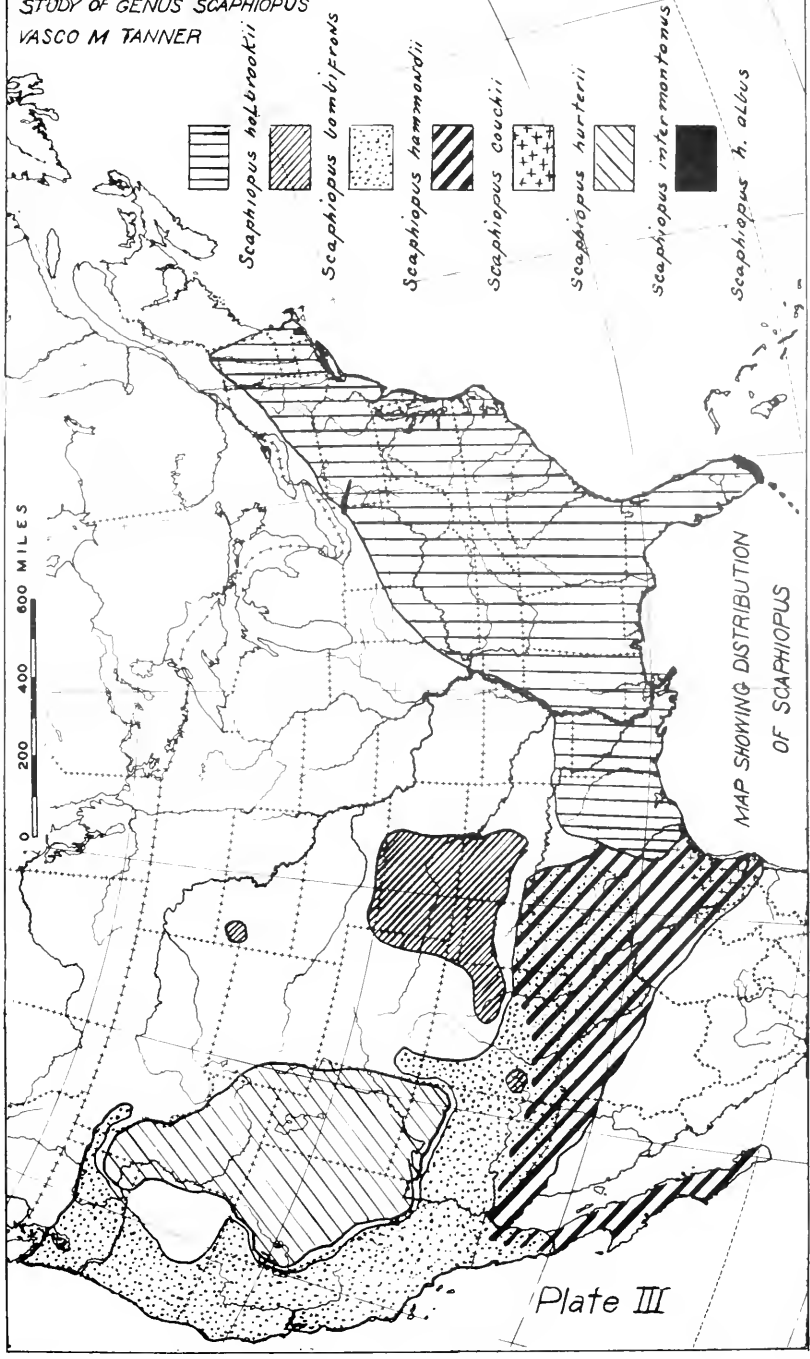 STUDY OF GENUS SCAPHIOPUS
VASCO M TANNER
Scaphiopus holbrookii
Scaphiopus bombifrons
Scaphiopus hammondii
Scaphiopus couchii
Scaphiopus hurterii
Scaphiopus intermontanus
Scaphiopus h. albus
0 200 400 600 MILES
MAP SHOWING DISTRIBUTION
OF SCAPHIOPUS
Plate III